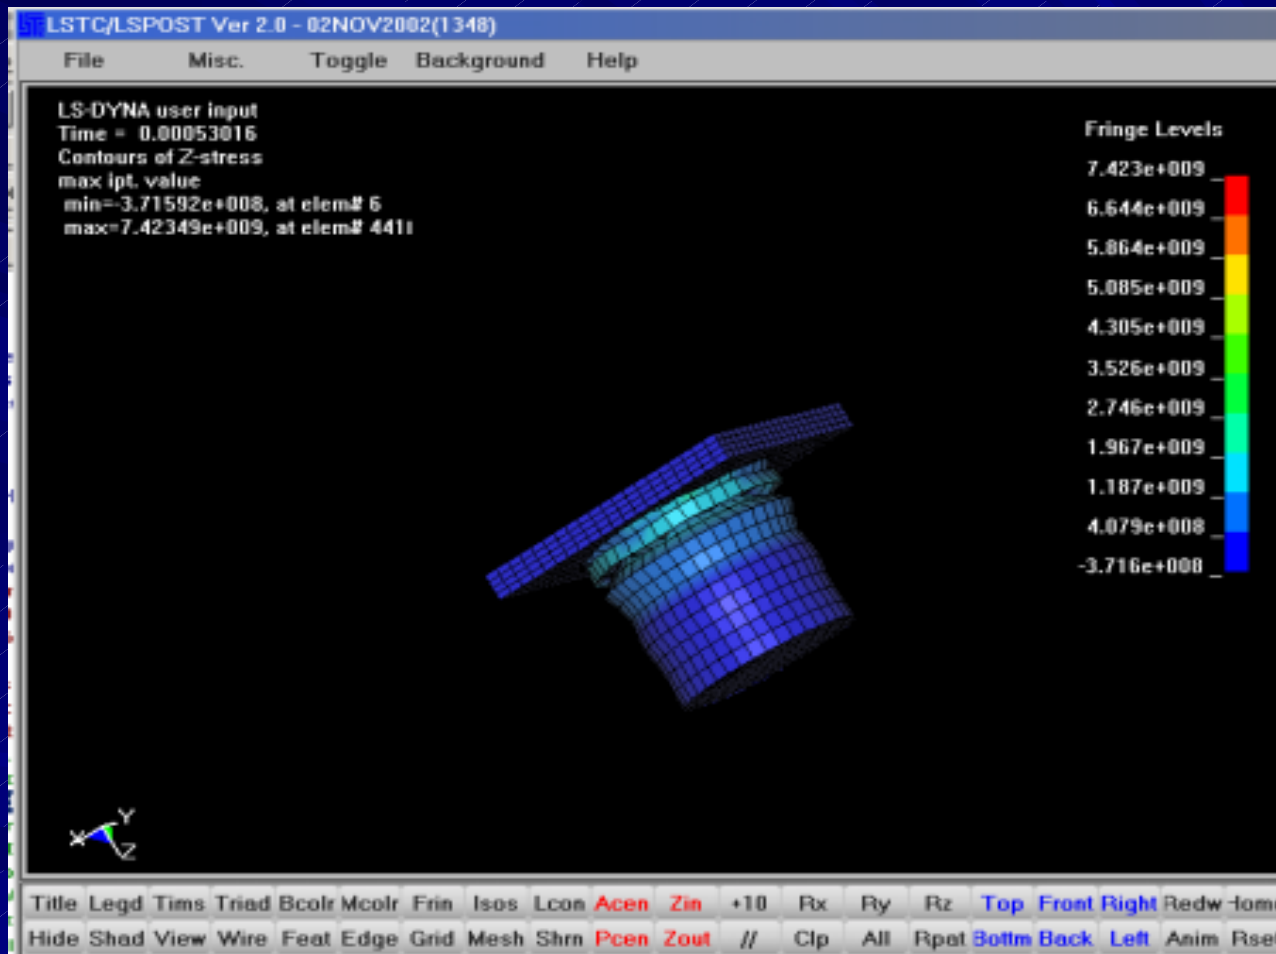 LSTC/LSPOST Ver 2.0 - 02NOV2002(1348)
File Misc. Toggle Background Help
LS-DYNA user input
Time = 0.00053016
Contours of Z-stress
max ipt. value
min=-3.71592e+008, at elem# 6
max=7.42349e+009, at elem#
Fringe Levels
7.423e+009
6.644e+009
5.864e+009
5.085e+009
4.305e+009
3.526e+009
2.746e+009
1.967e+009
1.187e+009
4.079e+008
-3.716e+008
Y
X
Z
Title Legd Tims Triad Bcolr Mcolr Frin Isos Lcon Acen Zin +10 Rx Ry Rz Top Front Right Redw Home
Hide Shad View Wire Feat Edge Grid Mesh Shrn Pcen Zout // Clp All Rpat Bottm Back Left Anim Rset